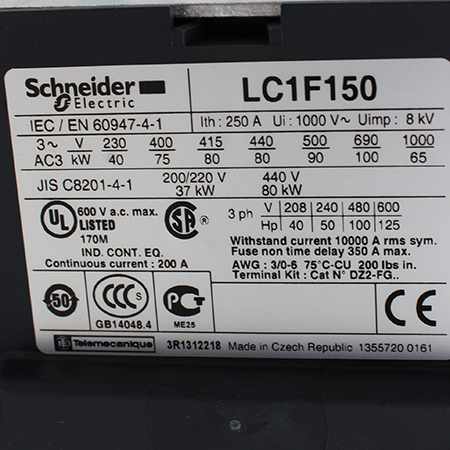 Schneider
Electric
LC1F150
IEC / EN 60947-4-1
Ith : 250 A Ui : 1000 V~ Uimp : 8 kV
3~ V 230 400 415 440 500 690 1000
AC3 kW 40 75 80 80 90 100 65
JIS C8201-4-1
200/220 V 440 V
37 kW 80 kW
UL
LISTED
170M
600 V a.c. max.
SA
3 ph V 208 240 480 600
Hp 40 50 100 125
IND. CONT. EQ.
Continuous current : 200 A
Withstand current 10000 A rms sym.
Fuse non time delay 350 A max.
AWG : 3/0-6 75°C-CU 200 lbs in.
Terminal Kit : Cat N° DZ2-FG..
50
CCC
S
GB14048.4
PCT
ME25
CE
Telemecanique
3R1312218 Made in Czech Republic 1355720 0161